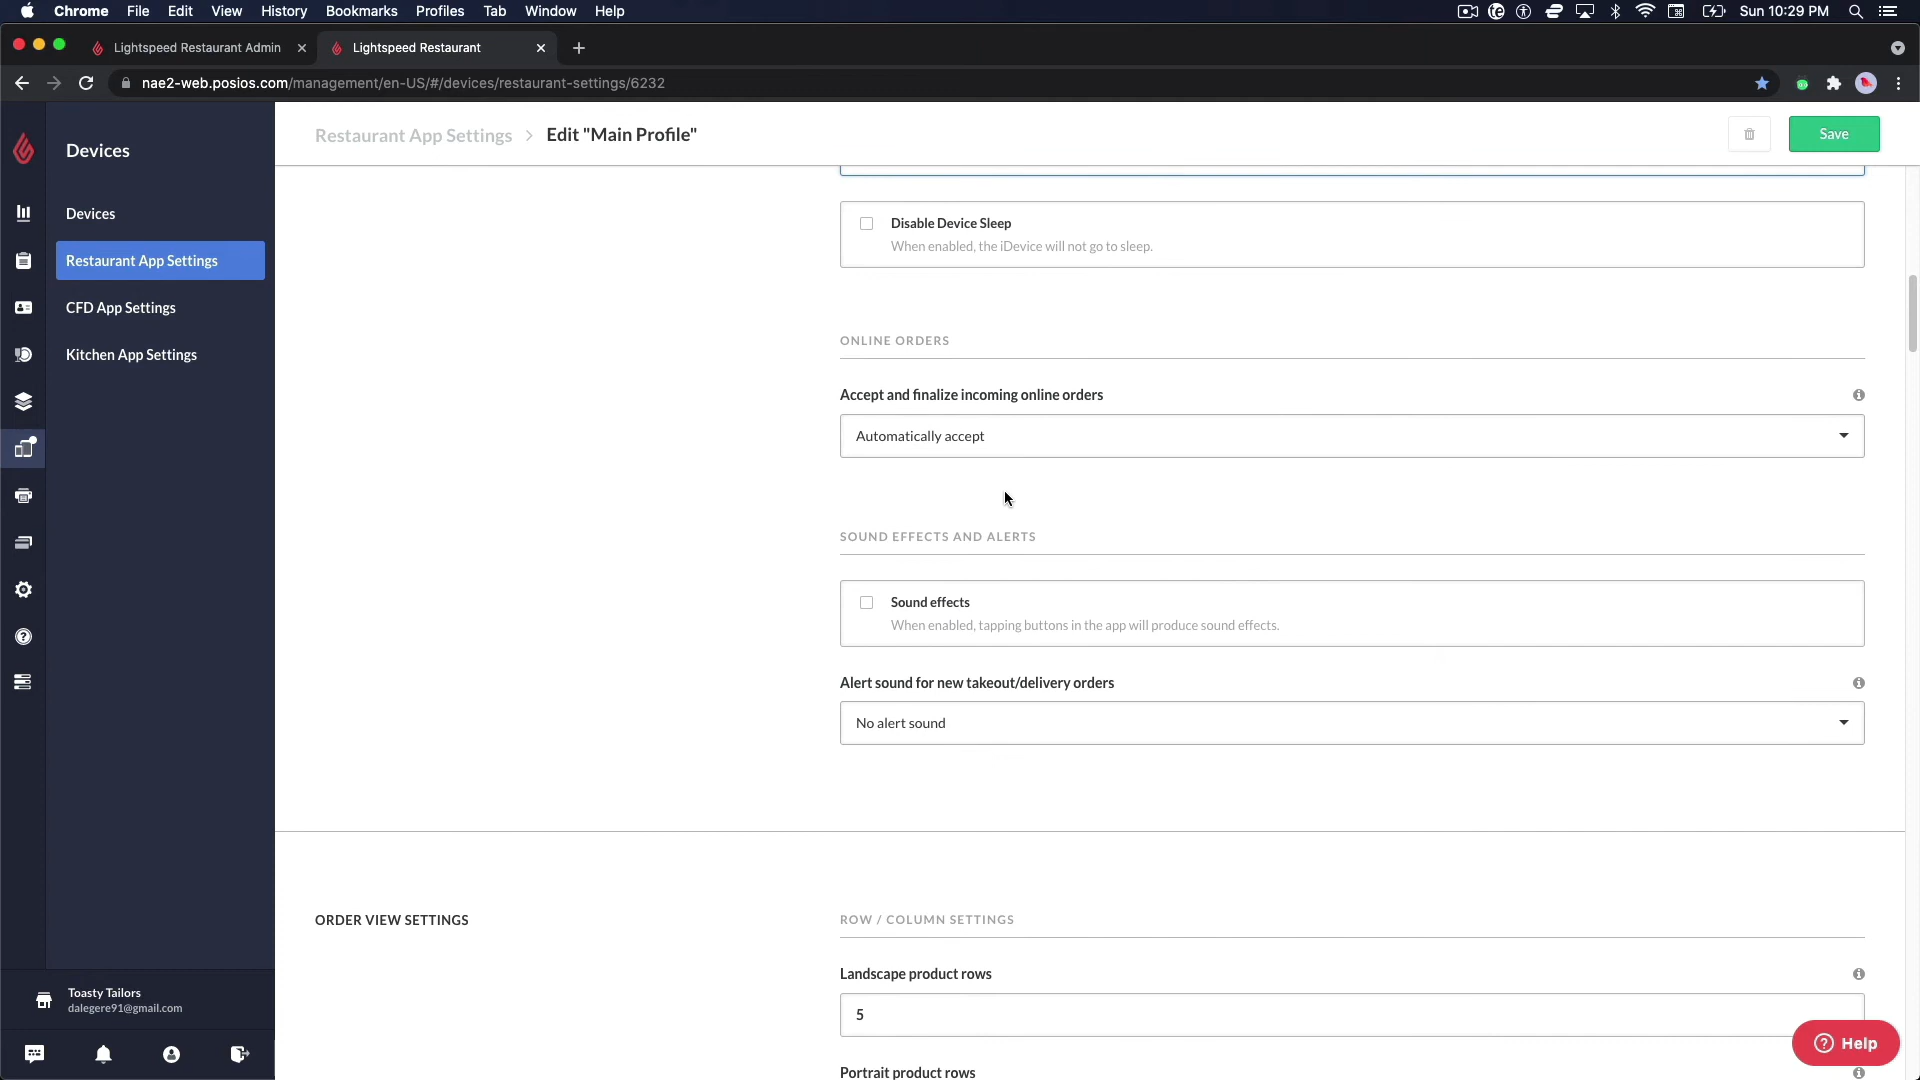 Chrome File Edit View History Bookmarks Profiles Tab Window Help Sun 10:29 PM
Lightspeed Restaurant Admin Lightspeed Restaurant
nae2-web.posios.com/management/en-US/#/devices/restaurant-settings/6232
Devices
Restaurant App Settings > Edit "Main Profile"
Save
Devices
Restaurant App Settings
CFD App Settings
Kitchen App Settings
Disable Device Sleep
When enabled, the iDevice will not go to sleep.
ONLINE ORDERS
Accept and finalize incoming online orders
Automatically accept
SOUND EFFECTS AND ALERTS
Sound effects
When enabled, tapping buttons in the app will produce sound effects.
Alert sound for new takeout/delivery orders
No alert sound
ORDER VIEW SETTINGS
ROW / COLUMN SETTINGS
Landscape product rows
5
Portrait product rows
Toasty Tailors
dalegere91@gmail.com
Help